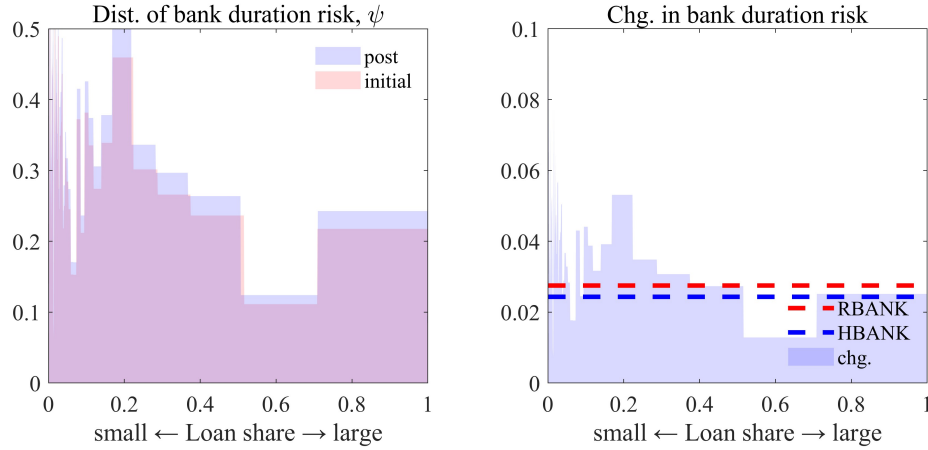 Dist. of bank duration risk, ψ
0.5
0.4
0.3
0.2
0.1
0
post
initial
0 0.2 0.4 0.6 0.8 1
small ← Loan share → large
Chg. in bank duration risk
0.1
0.08
0.06
0.04
0.02
0
RBANK
HBANK
chg.
0 0.2 0.4 0.6 0.8 1
small ← Loan share → large